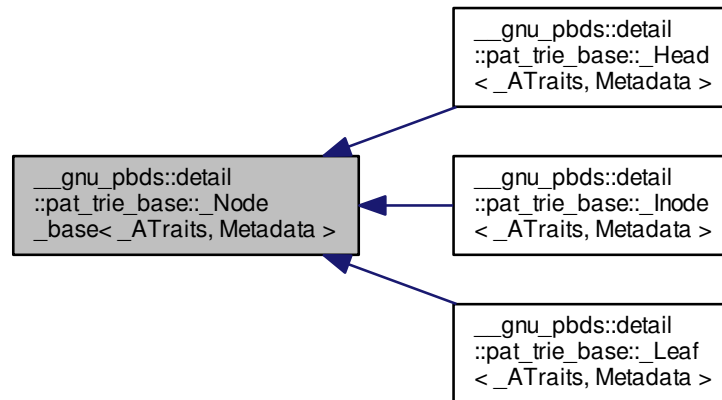 __gnu_pbds::detail
::pat_trie_base::_Head
< _ATraits, Metadata >
__gnu_pbds::detail
::pat_trie_base::_Node
_base< _ATraits, Metadata >
__gnu_pbds::detail
::pat_trie_base::_Inode
< _ATraits, Metadata >
__gnu_pbds::detail
::pat_trie_base::_Leaf
< _ATraits, Metadata >